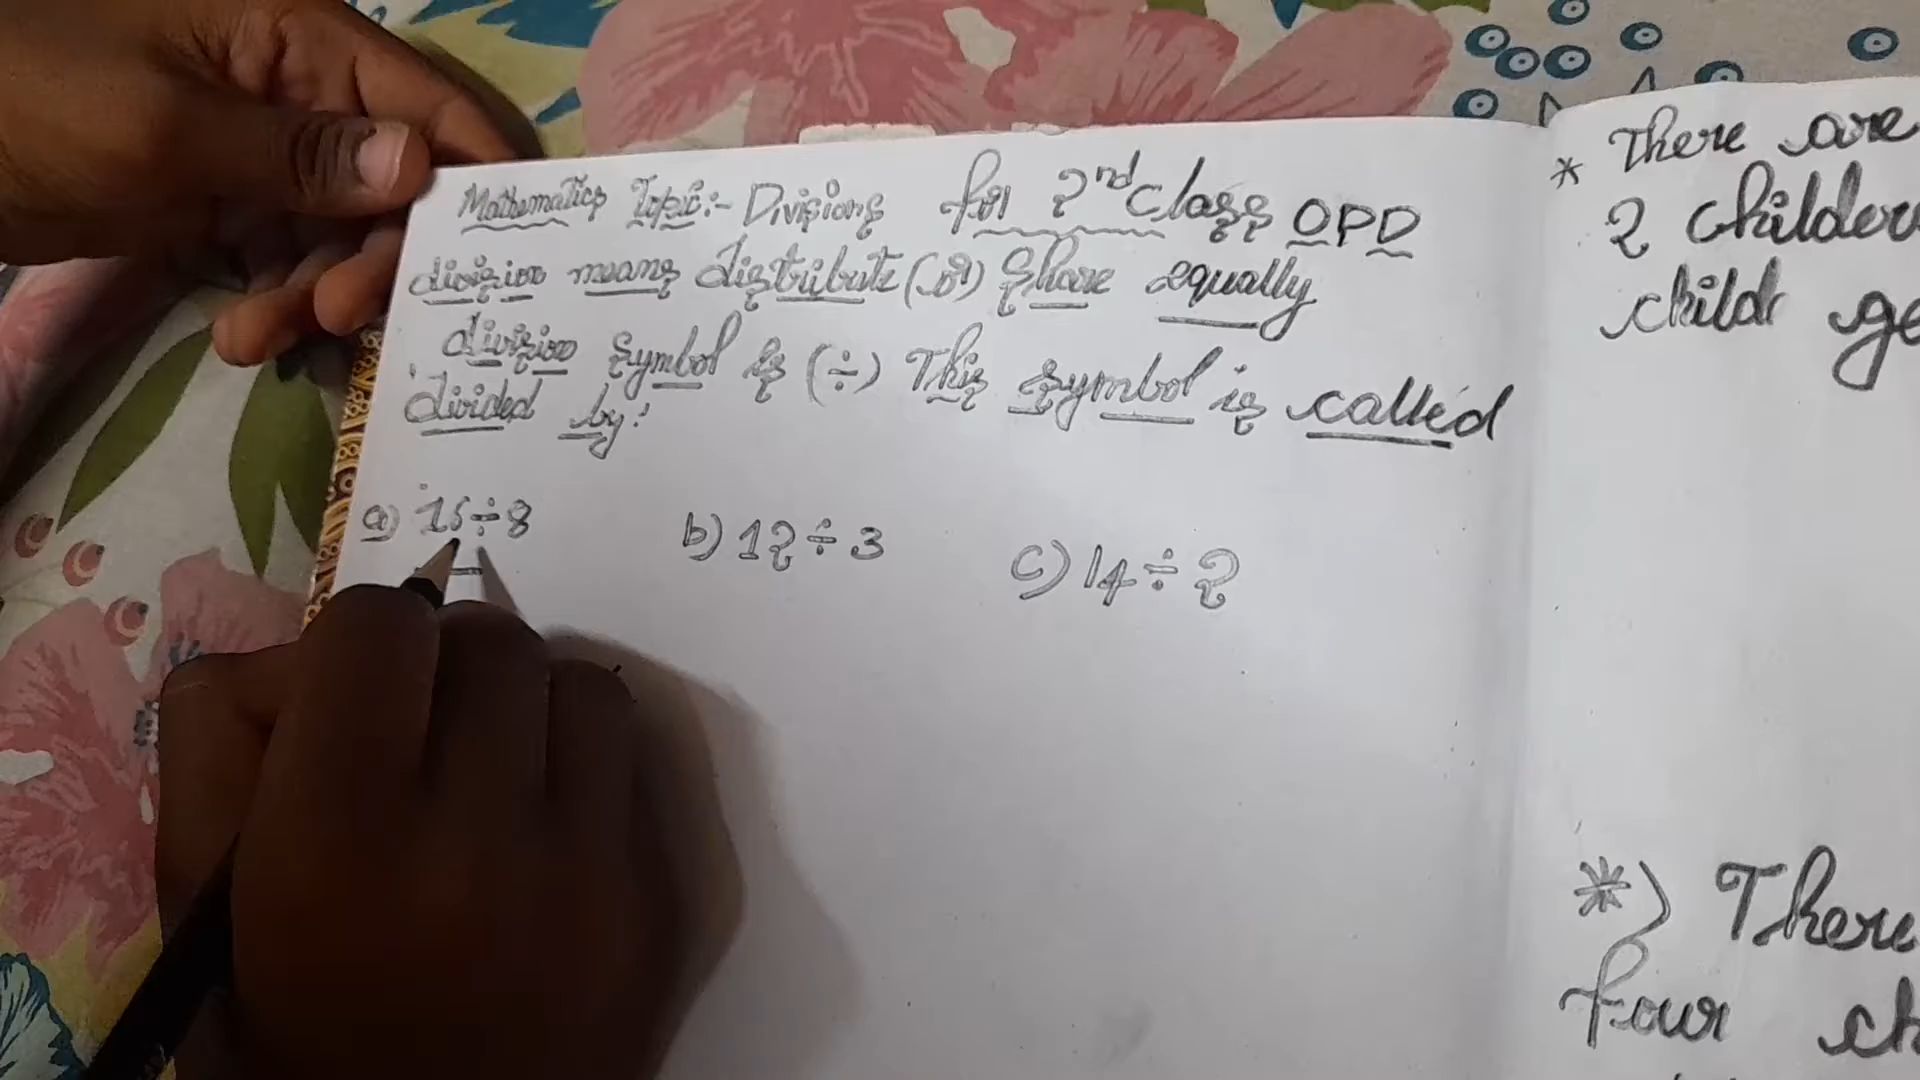 Mathematics Topic:- Divisions for 2nd Class OPD
division means distribute (or) Share equally
division symbol is (÷) This symbol is called
divided by:
a) 16÷8
b) 12÷3
c) 14÷2
* There are
2 childer
child ge
*) There
four ch